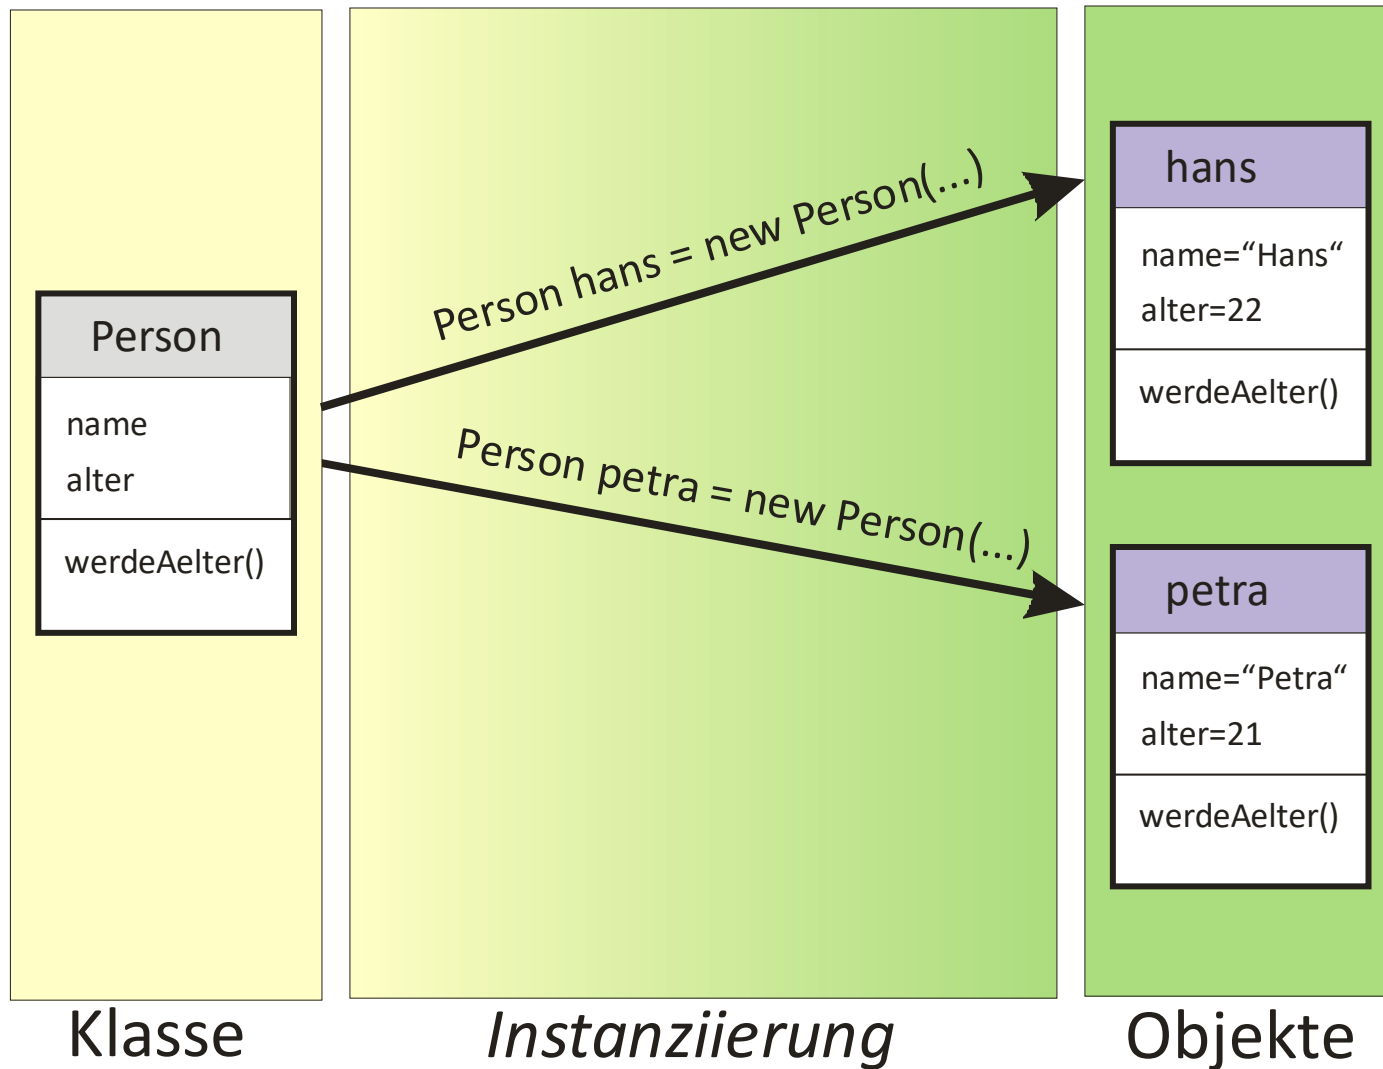 Person
name
alter
werdeAelter()
Person hans = new Person(...)
Person petra = new Person(...)
hans
name=“Hans“
alter=22
werdeAelter()
petra
name=“Petra“
alter=21
werdeAelter()
Klasse
Instanziierung
Objekte